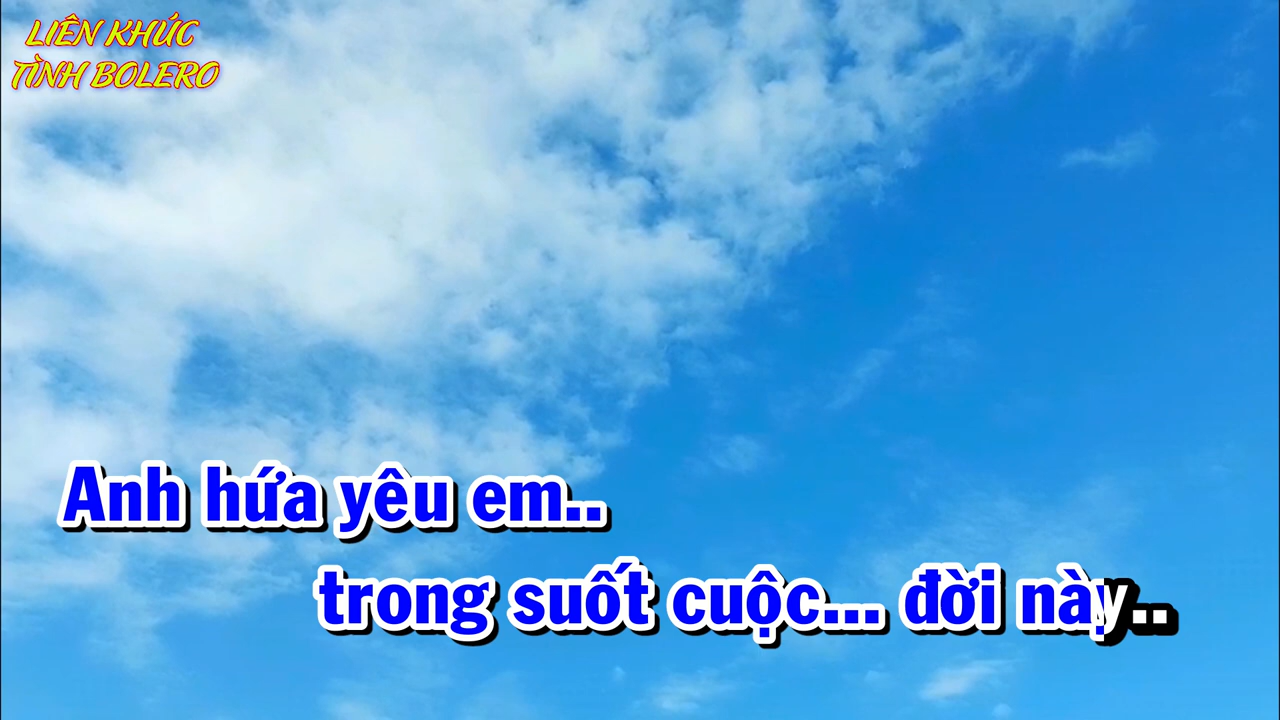 LIÊN KHÚC
TÌNH BOLERO
Anh hứa yêu em..
trong suốt cuộc... đời này..